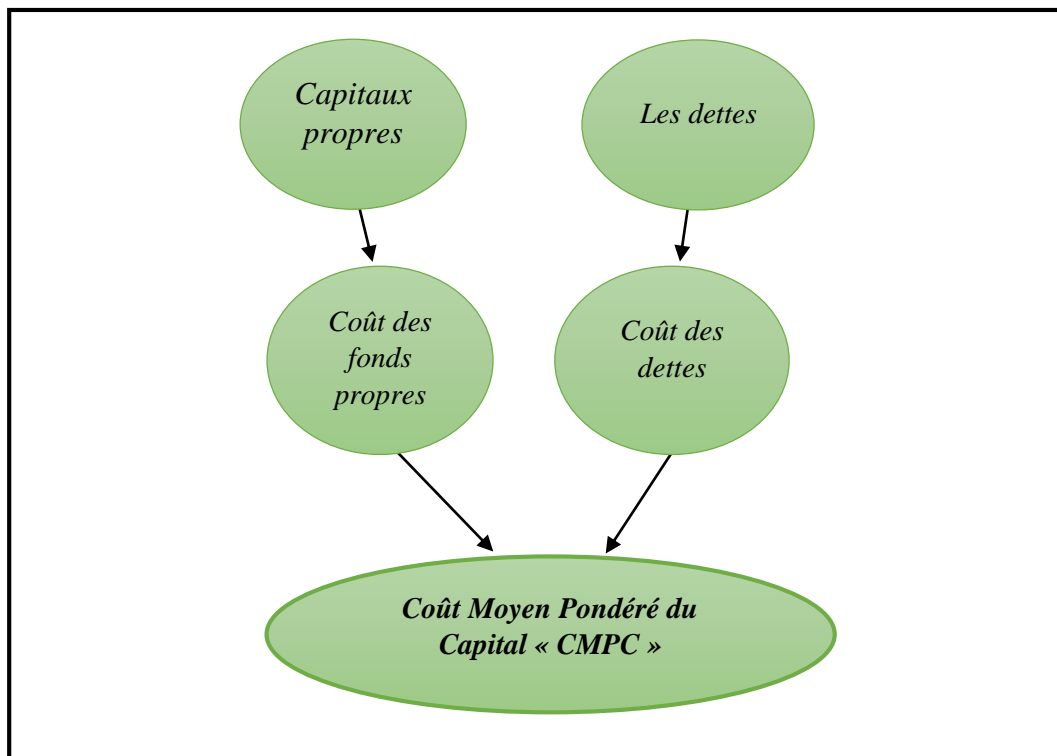 Capitaux
propres
Les dettes
Coût des
fonds
propres
Coût des
dettes
Coût Moyen Pondéré du
Capital « CMPC »